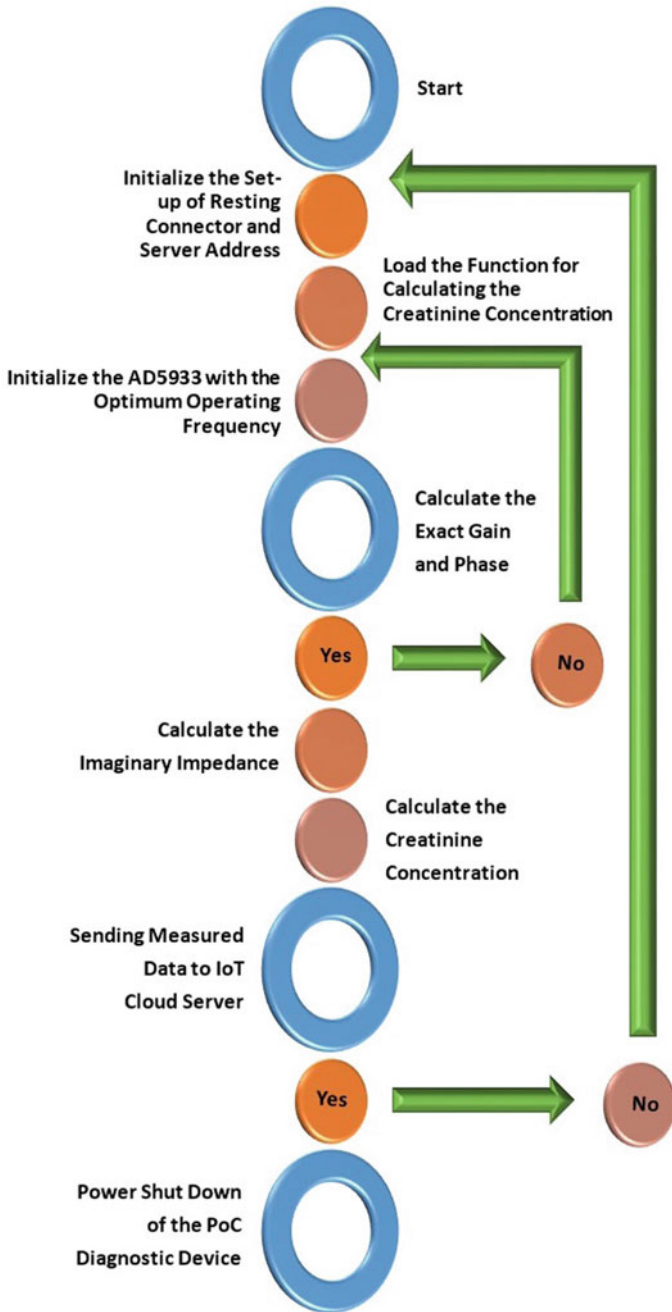 Start
Initialize the Set-
up of Resting
Connector and
Server Address
Load the Function for
Calculating the
Creatinine Concentration
Initialize the AD5933 with the
Optimum Operating
Frequency
Calculate the
Exact Gain
and Phase
Yes
No
Calculate the
Imaginary Impedance
Calculate the
Creatinine
Concentration
Sending Measured
Data to IoT
Cloud Server
Yes
No
Power Shut Down
of the PoC
Diagnostic Device